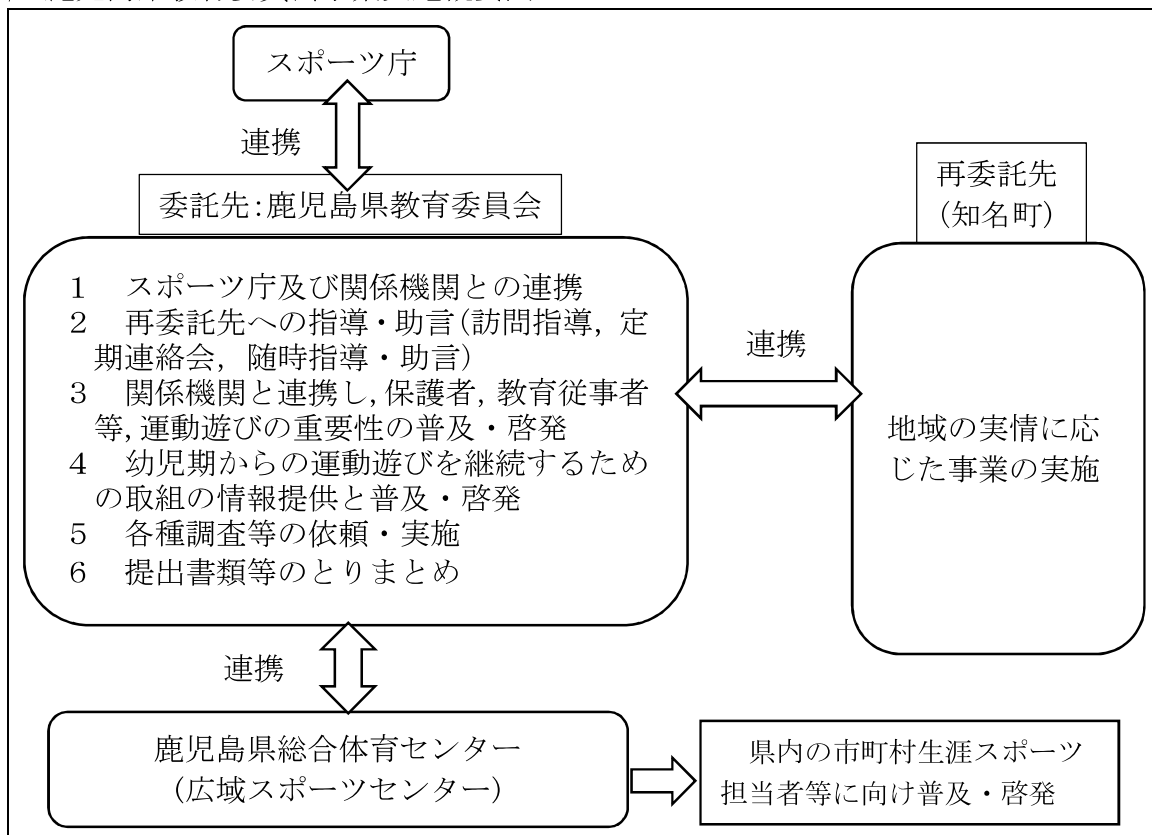 スポーツ庁
連携
委託先:鹿児島県教育委員会
1 スポーツ庁及び関係機関との連携
2 再委託先への指導・助言(訪問指導, 定
期連絡会, 随時指導・助言)
3 関係機関と連携し,保護者,教育従事者
等,運動遊びの重要性の普及・啓発
4 幼児期からの運動遊びを継続するため
の取組の情報提供と普及・啓発
5 各種調査等の依頼・実施
6 提出書類等のとりまとめ
連携
再委託先
(知名町)
地域の実情に応
じた事業の実施
連携
鹿児島県総合体育センター
(広域スポーツセンター)
県内の市町村生涯スポーツ
担当者等に向け普及・啓発